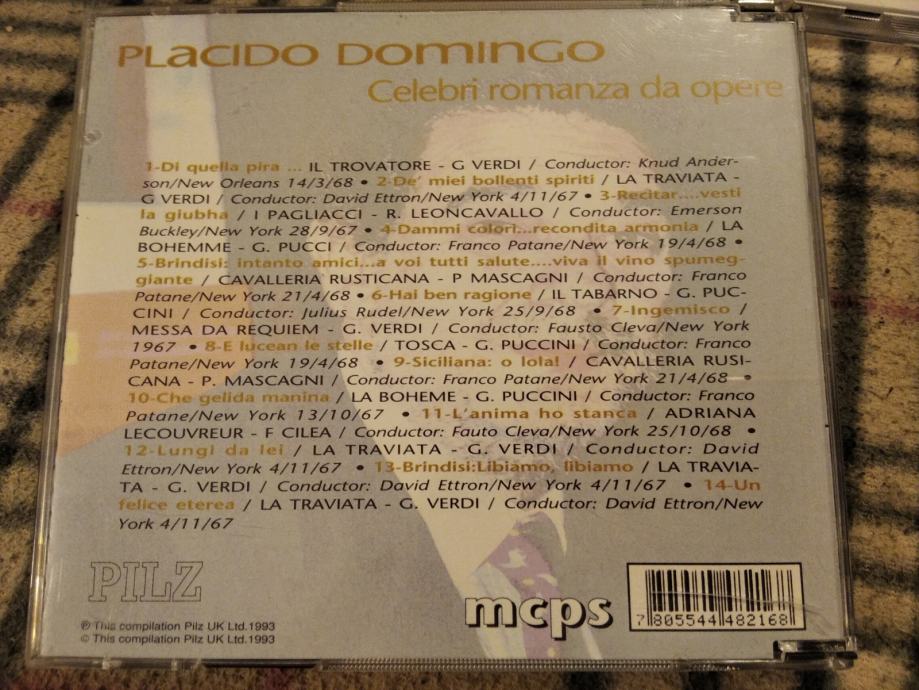 PLACIDO DOMINGO
Celebri romanza da opere
1-Di quella pira ... IL TROVATORE - G VERDI / Conductor: Knud Ander-
son/New Orleans 14/3/68 • 2-De' miei bollenti spiriti / LA TRAVIATA -
G VERDI / Conductor: David Ettron/New York 4/11/67 • 3-Recitar....vesti
la giubha / I PAGLIACCI - R. LEONCAVALLO / Conductor: Emerson
Buckley/New York 28/9/67 • 4-Dammi colori...recondita armonia / LA
BOHEMME - G. PUCCI / Conductor: Franco Patane/New York 19/4/68 •
5-Brindisi: intanto amici...a voi tutti salute....viva il vino spumeg-
giante / CAVALLERIA RUSTICANA - P MASCAGNI / Conductor: Franco
Patane/New York 21/4/68 • 6-Hai ben ragione / IL TABARNO - G. PUC-
CINI / Conductor: Julius Rudel/New York 25/9/68 • 7-Ingemisco /
MESSA DA REQUIEM - G. VERDI / Conductor: Fausto Cleva/New York
1967 • 8-E lucean le stelle / TOSCA - G. PUCCINI / Conductor: Franco
Patane/New York 19/4/68 • 9-Siciliana: o lola! / CAVALLERIA RUSI-
CANA - P. MASCAGNI / Conductor: Franco Patane/New York 21/4/68 •
10-Che gelida manina / LA BOHEME - G. PUCCINI / Conductor: Franco
Patane/New York 13/10/67 • 11-L'anima ho stanca / ADRIANA
LECOUVREUR - F CILEA / Conductor: Fauto Cleva/New York 25/10/68 •
12-Lungi da lei / LA TRAVIATA - G. VERDI / Conductor: David
Ettron/New York 4/11/67 • 13-Brindisi:Libiamo, libiamo / LA TRAVIA-
TA - G. VERDI / Conductor: David Ettron/New York 4/11/67 • 14-Un
felice eterea / LA TRAVIATA - G. VERDI / Conductor: David Ettron/New
York 4/11/67
PILZ
mcps
7 805544 482168
℗ This compilation Pilz UK Ltd.1993
© This compilation Pilz UK Ltd.1993